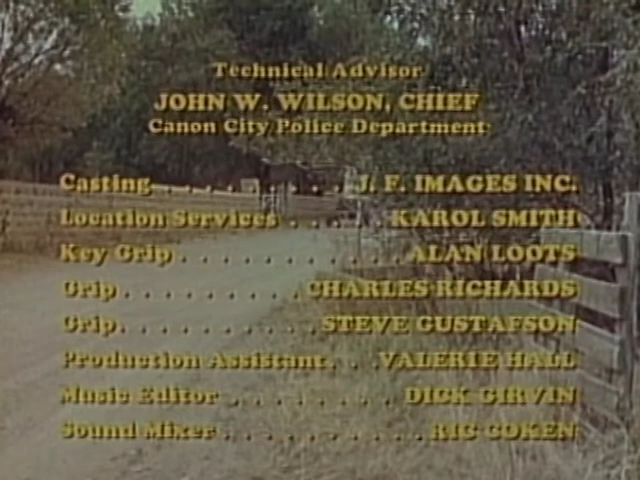 Technical Advisor
JOHN W. WILSON, CHIEF
Canon City Police Department
Casting. . . . . . . . . . J. F. IMAGES INC.
Location Services . . . . . KAROL SMITH
Key Grip . . . . . . . . . . ALAN LOOTS
Grip . . . . . . . . . CHARLES RICHARDS
Grip. . . . . . . . . . STEVE GUSTAFSON
Production Assistant. . . VALERIE HALL
Music Editor . . . . . . . . DICK GIRVIN
Sound Mixer . . . . . . . . . . RIC COKEN